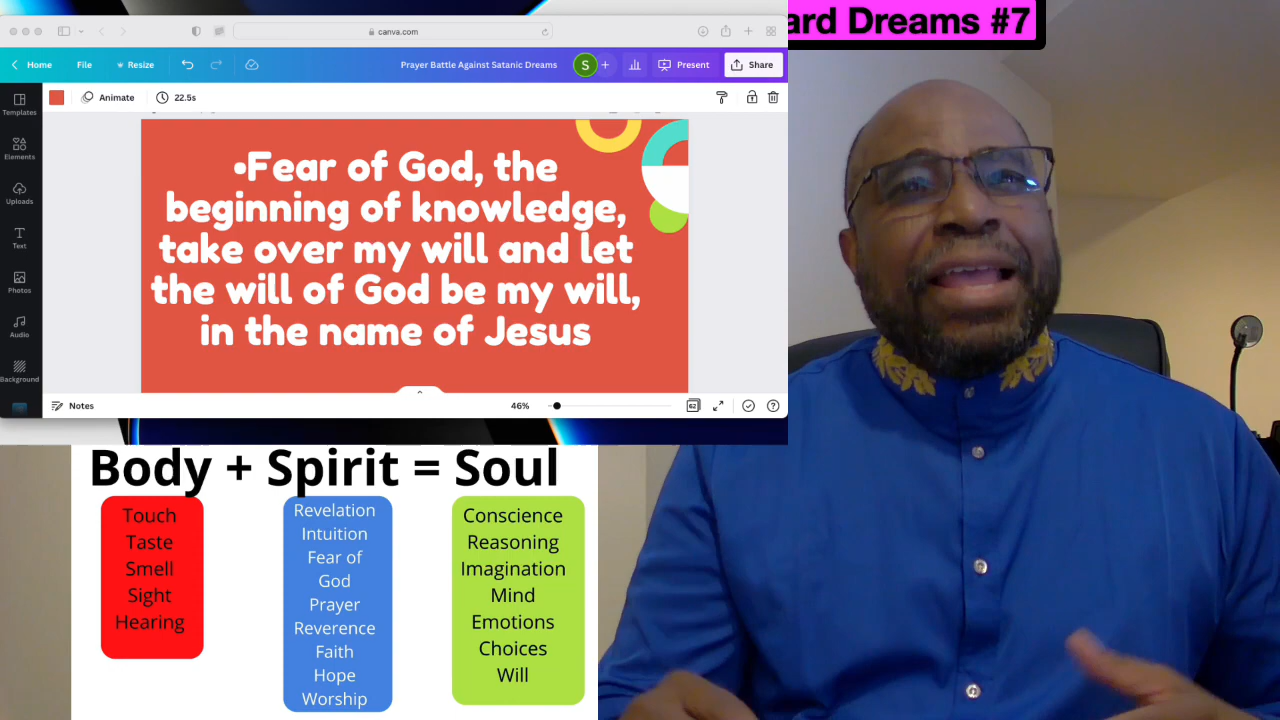 ard Dreams #7
canva.com
Home File Resize Prayer Battle Against Satanic Dreams S + Present Share
Animate 22.5s
Templates
Elements
Uploads
Text
Photos
Audio
Background
•Fear of God, the
beginning of knowledge,
take over my will and let
the will of God be my will,
in the name of Jesus
Notes 46% 62
Body + Spirit = Soul
Touch
Taste
Smell
Sight
Hearing
Revelation
Intuition
Fear of
God
Prayer
Reverence
Faith
Hope
Worship
Conscience
Reasoning
Imagination
Mind
Emotions
Choices
Will